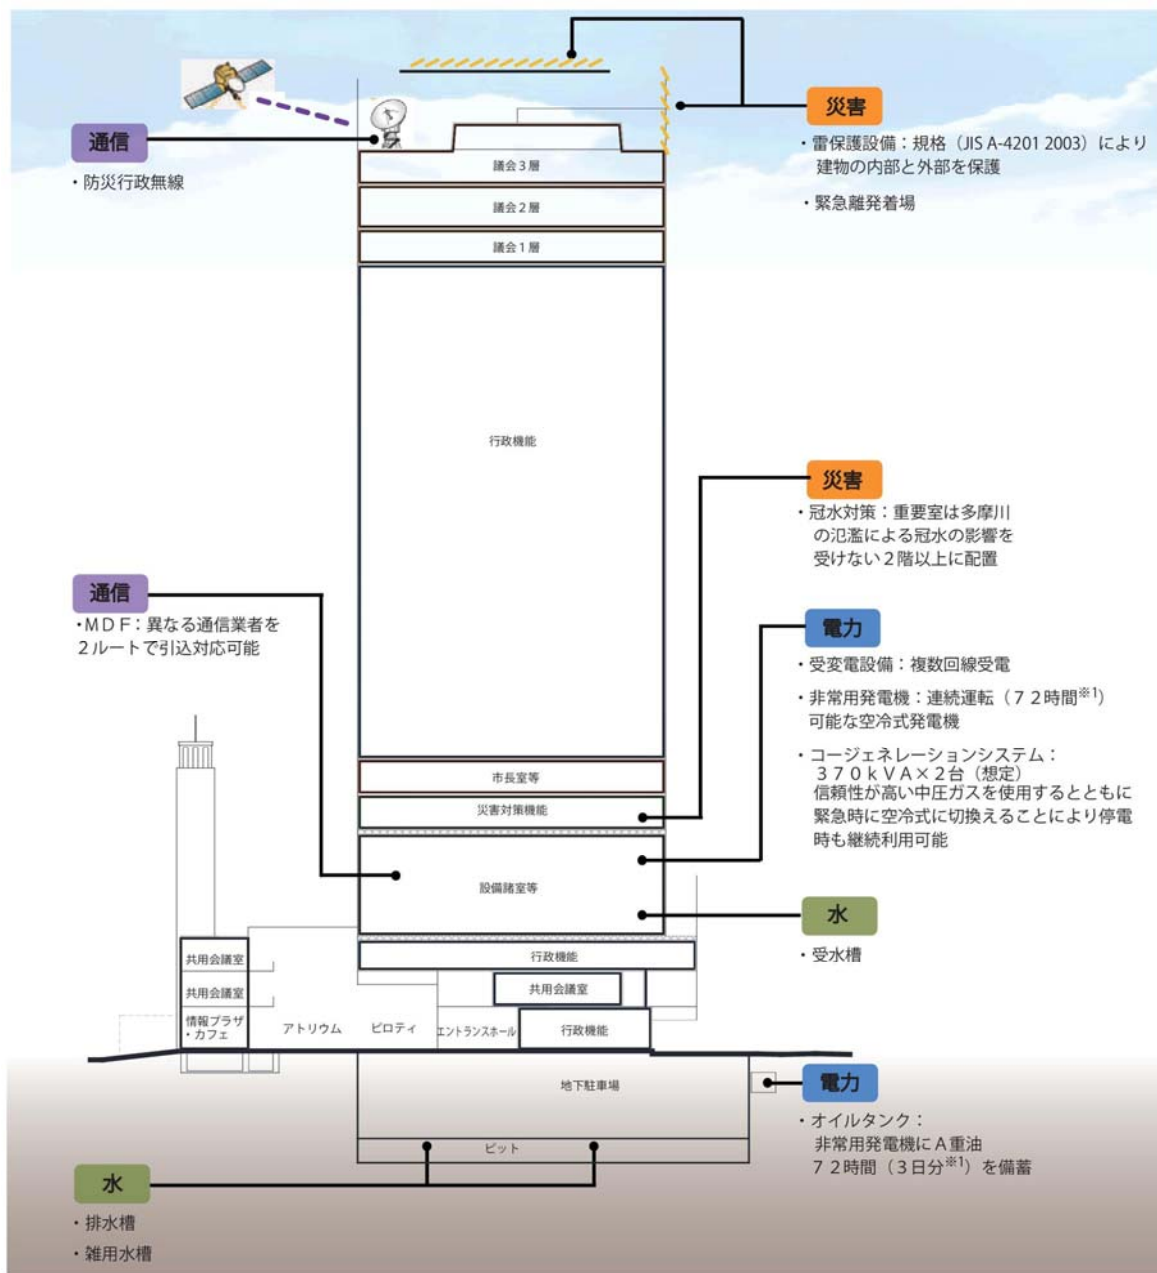 災害
・雷保護設備：規格（JIS A-4201 2003）により
建物の内部と外部を保護
・緊急離発着場
通信
・防災行政無線
議会３層
議会２層
議会１層
行政機能
災害
・冠水対策：重要室は多摩川
の氾濫による冠水の影響を
受けない２階以上に配置
通信
・ＭＤＦ：異なる通信業者を
２ルートで引込対応可能
電力
・受変電設備：複数回線受電
・非常用発電機：連続運転（７２時間※1）
可能な空冷式発電機
・コージェネレーションシステム：
３７０ｋＶＡ×２台（想定）
信頼性が高い中圧ガスを使用するとともに
緊急時に空冷式に切換えることにより停電
時も継続利用可能
市長室等
災害対策機能
設備諸室等
水
・受水槽
行政機能
共用会議室
共用会議室
共用会議室
情報プラザ
・カフェ
アトリウム
ピロティ
エントランスホール
行政機能
地下駐車場
ピット
電力
・オイルタンク：
非常用発電機にＡ重油
７２時間（３日分※1）を備蓄
水
・排水槽
・雑用水槽